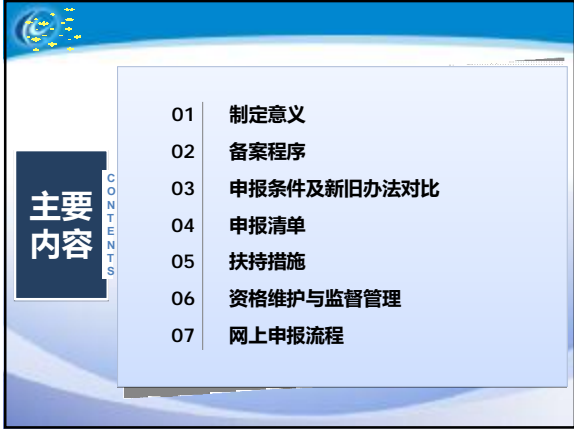 主要
内容
CONTENTS
01 制定意义
02 备案程序
03 申报条件及新旧办法对比
04 申报清单
05 扶持措施
06 资格维护与监督管理
07 网上申报流程